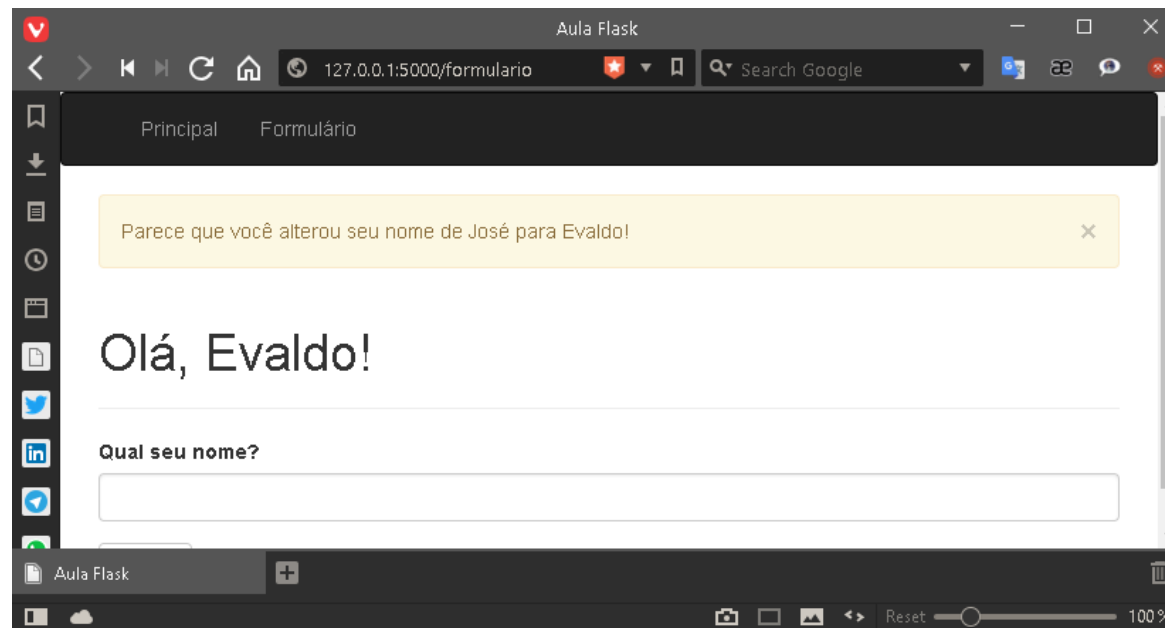 Aula Flask
127.0.0.1:5000/formulario
Search Google
Principal Formulário
Parece que você alterou seu nome de José para Evaldo!
×
Olá, Evaldo!
Qual seu nome?
in
Aula Flask
Reset 100 %